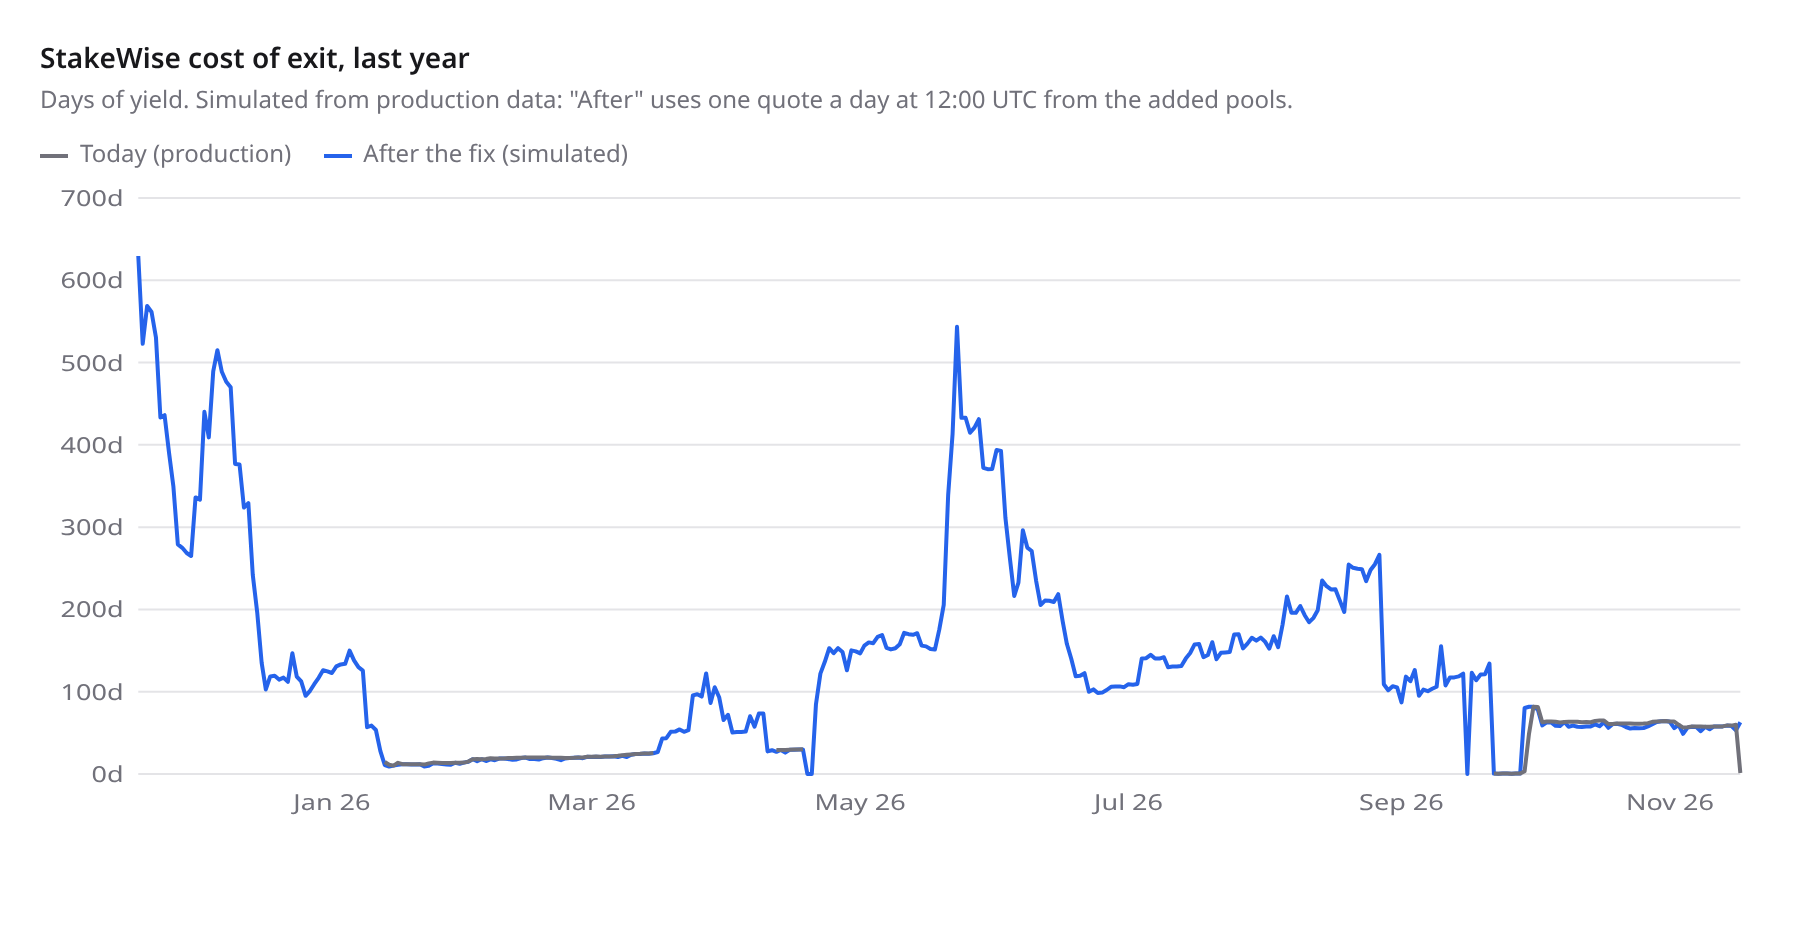 StakeWise cost of exit, last year
Days of yield. Simulated from production data: "After" uses one quote a day at 12:00 UTC from the added pools.
Today (production) After the fix (simulated)
700d
600d
500d
400d
300d
200d
100d
0d
Jan 26 Mar 26 May 26 Jul 26 Sep 26 Nov 26